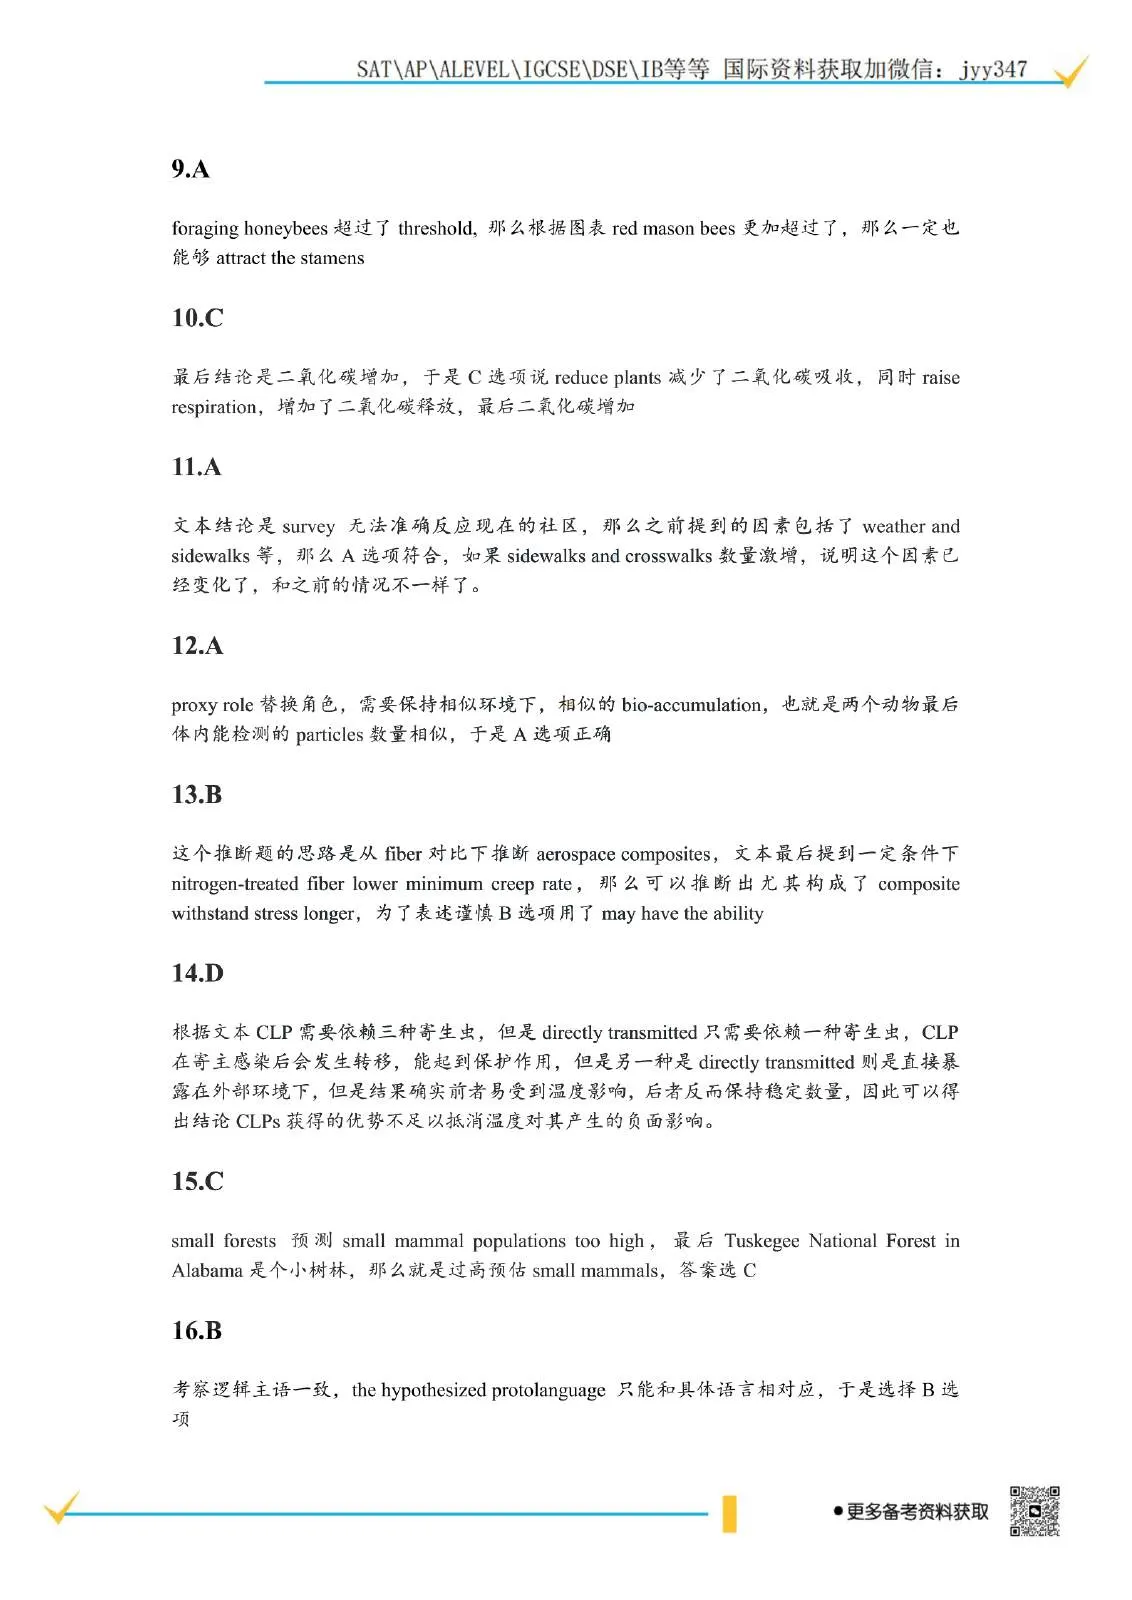 SAT\AP\ALEVEL\IGCSE\DSE\IB等等 国际资料获取加微信：jyy347
9.A
foraging honeybees 超过了 threshold, 那么根据图表 red mason bees 更加超过了，那么一定也
能够 attract the stamens
10.C
最后结论是二氧化碳增加，于是 C 选项说 reduce plants 减少了二氧化碳吸收，同时 raise
respiration，增加了二氧化碳释放，最后二氧化碳增加
11.A
文本结论是 survey 无法准确反应现在的社区，那么之前提到的因素包括了 weather and
sidewalks 等，那么 A 选项符合，如果 sidewalks and crosswalks 数量激增，说明这个因素已
经变化了，和之前的情况不一样了。
12.A
proxy role 替换角色，需要保持相似环境下，相似的 bio-accumulation，也就是两个动物最后
体内能检测的 particles 数量相似，于是 A 选项正确
13.B
这个推断题的思路是从 fiber 对比下推断 aerospace composites，文本最后提到一定条件下
nitrogen-treated fiber lower minimum creep rate，那么可以推断出尤其构成了 composite
withstand stress longer，为了表述谨慎 B 选项用了 may have the ability
14.D
根据文本 CLP 需要依赖三种寄生虫，但是 directly transmitted 只需要依赖一种寄生虫，CLP
在寄主感染后会发生转移，能起到保护作用，但是另一种是 directly transmitted 则是直接暴
露在外部环境下，但是结果确实前者易受到温度影响，后者反而保持稳定数量，因此可以得
出结论 CLPs 获得的优势不足以抵消温度对其产生的负面影响。
15.C
small forests 预测 small mammal populations too high，最后 Tuskegee National Forest in
Alabama 是个小树林，那么就是过高预估 small mammals，答案选 C
16.B
考察逻辑主语一致，the hypothesized protolanguage 只能和具体语言相对应，于是选择 B 选
项
●更多备考资料获取